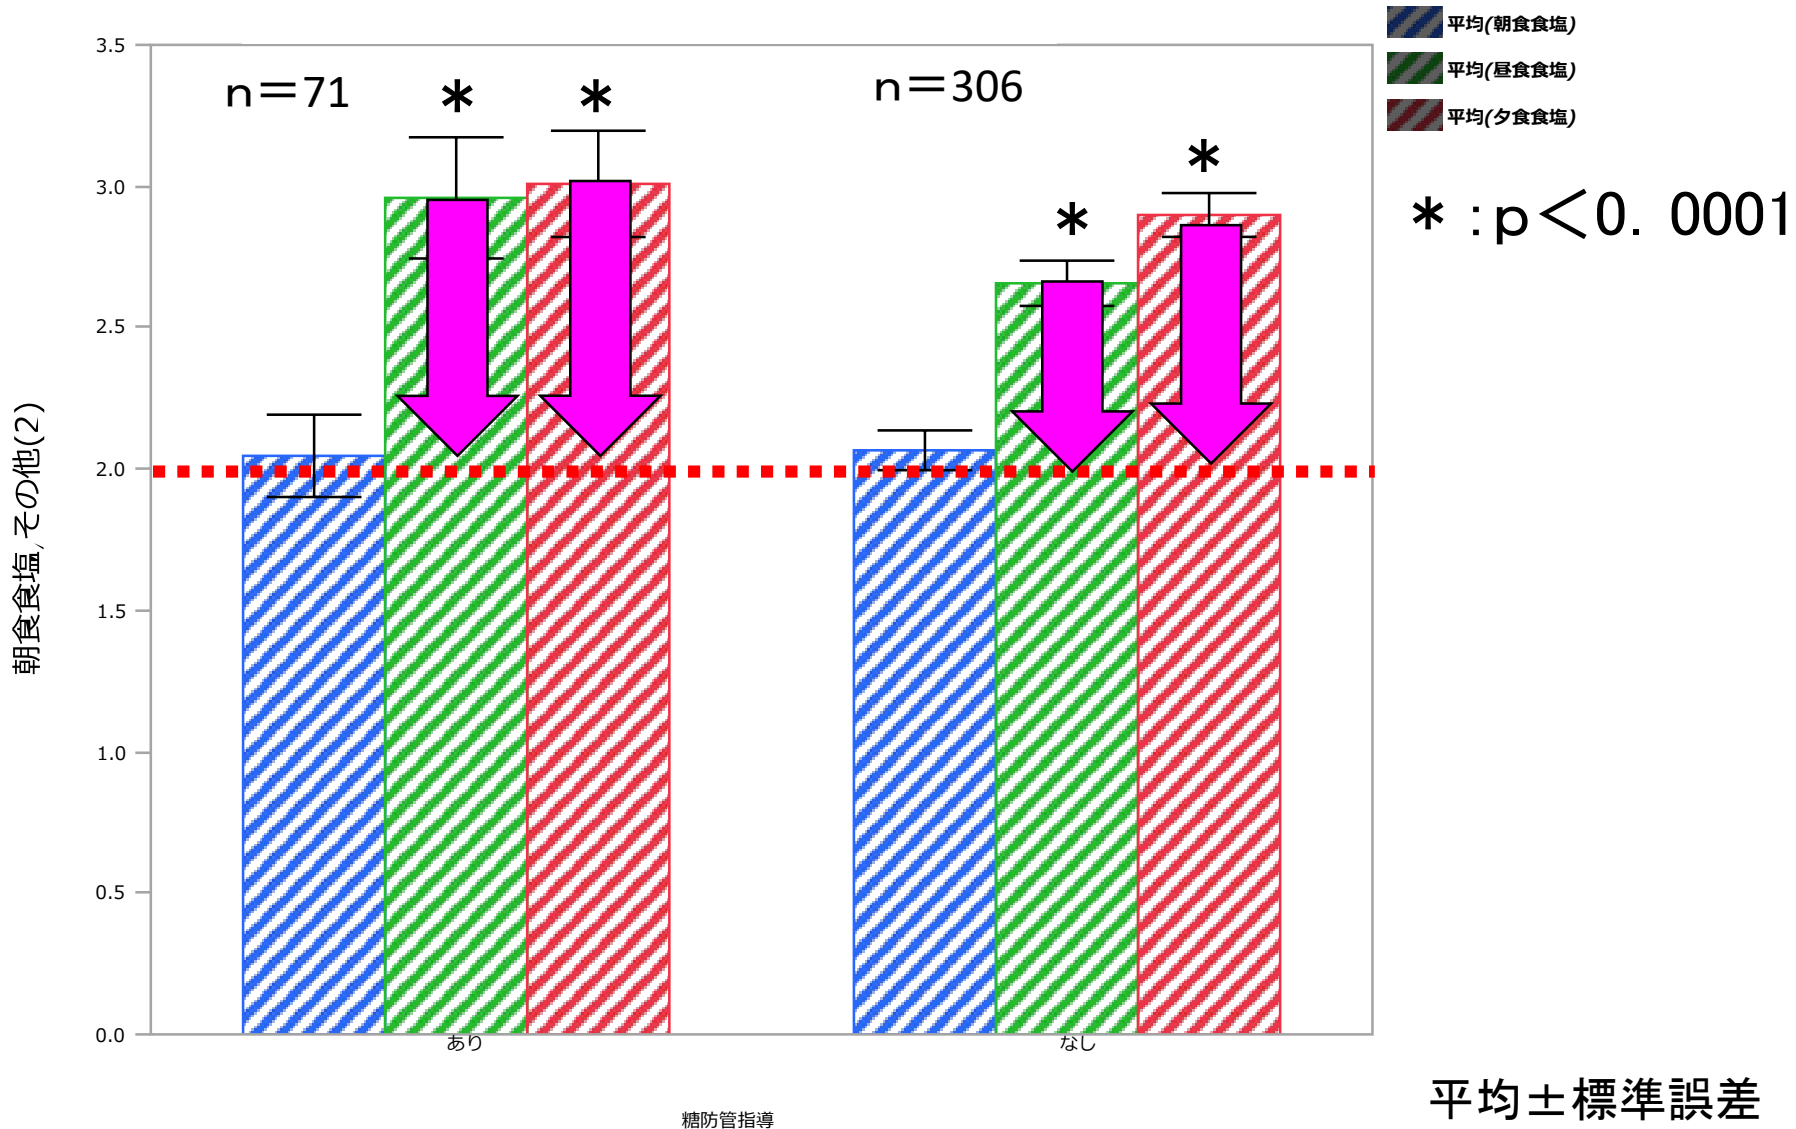 平均(朝食食塩)
平均(昼食食塩)
平均(夕食食塩)
＊:p＜0.0001
n＝71
＊
＊
n＝306
＊
＊
3.5
3.0
2.5
2.0
1.5
1.0
0.5
0.0
朝食食塩, その他(2)
あり
なし
糖防管指導
平均±標準誤差